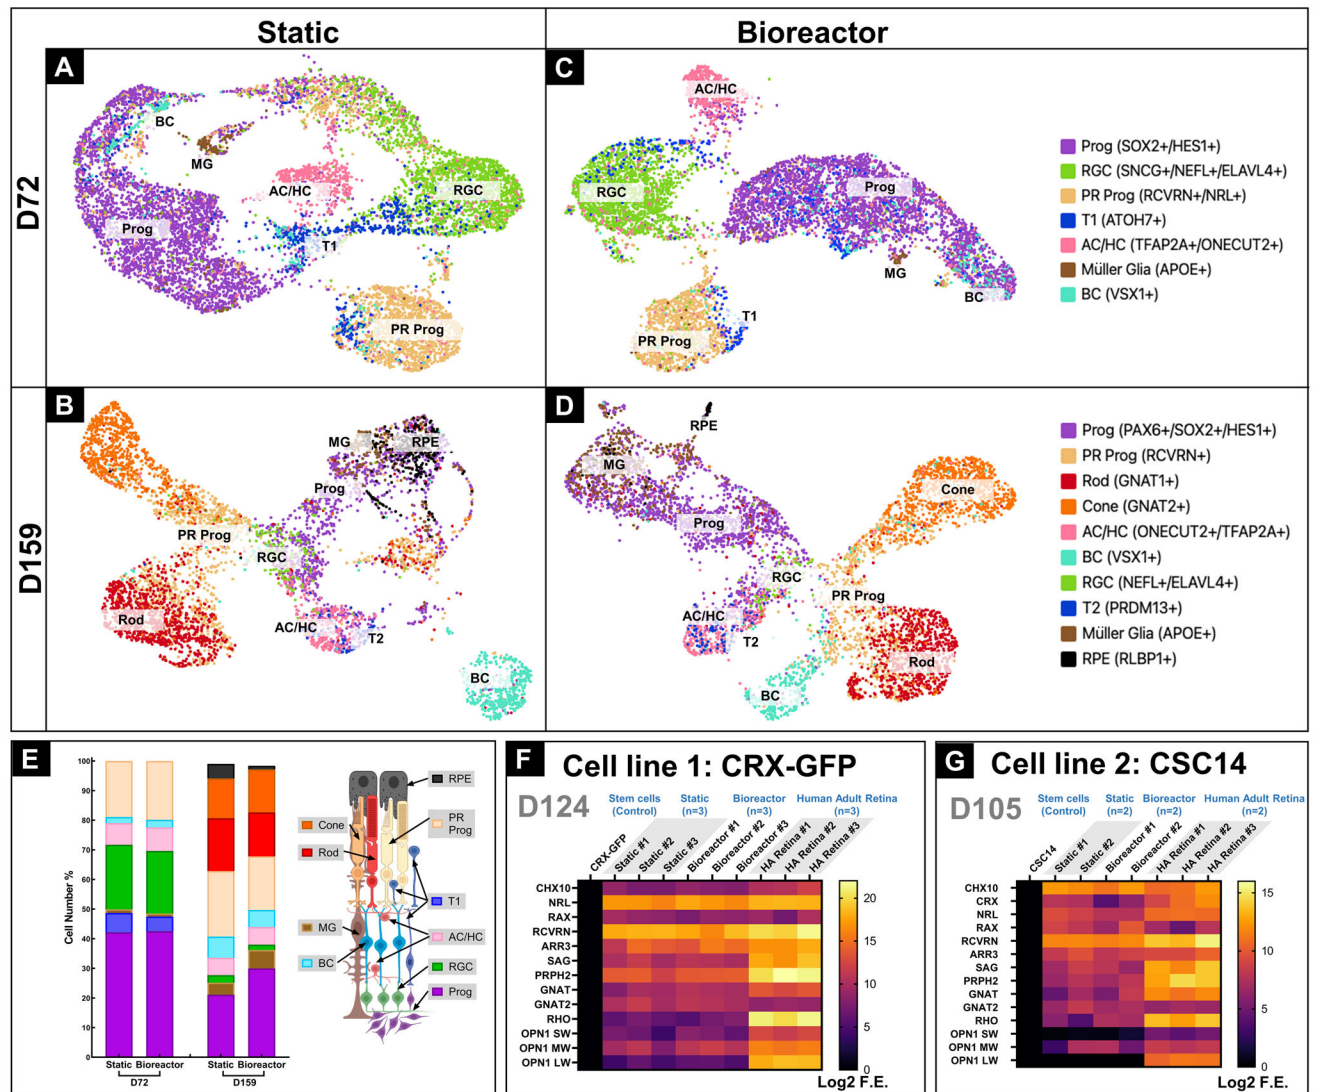 Static
Bioreactor
D72
A
BC
MG
AC/HC
RGC
Prog
T1
PR Prog
C
AC/HC
RGC
Prog
MG
BC
T1
PR Prog
Prog (SOX2+/HES1+)
RGC (SNCG+/NEFL+/ELAVL4+)
PR Prog (RCVRN+/NRL+)
T1 (ATOH7+)
AC/HC (TFAP2A+/ONECUT2+)
Müller Glia (APOE+)
BC (VSX1+)
D159
B
MG
RPE
Prog
PR Prog
RGC
Rod
AC/HC
T2
BC
D
RPE
MG
Cone
Prog
RGC
PR Prog
AC/HC
T2
Rod
BC
Prog (PAX6+/SOX2+/HES1+)
PR Prog (RCVRN+)
Rod (GNAT1+)
Cone (GNAT2+)
AC/HC (ONECUT2+/TFAP2A+)
BC (VSX1+)
RGC (NEFL+/ELAVL4+)
T2 (PRDM13+)
Müller Glia (APOE+)
RPE (RLBP1+)
E
Cell Number %
100
90
80
70
60
50
40
30
20
10
0
Static Bioreactor
D72
Static Bioreactor
D159
RPE
Cone
PR
Prog
Rod
T1
MG
AC/HC
BC
RGC
Prog
F
Cell line 1: CRX-GFP
D124
Stem cells
(Control)
Static
(n=3)
Bioreactor
(n=3)
Human Adult Retina
(n=3)
CRX-GFP
Static #1
Static #2
Static #3
Bioreactor #1
Bioreactor #2
Bioreactor #3
HA Retina #1
HA Retina #2
HA Retina #3
CHX10
NRL
RAX
RCVRN
ARR3
SAG
PRPH2
GNAT
GNAT2
RHO
OPN1 SW
OPN1 MW
OPN1 LW
20
15
10
5
0
Log2 F.E.
G
Cell line 2: CSC14
D105
Stem cells
(Control)
Static
(n=2)
Bioreactor
(n=2)
Human Adult Retina
(n=2)
CSC14
Static #1
Static #2
Bioreactor #1
Bioreactor #2
HA Retina #1
HA Retina #2
HA Retina #3
CHX10
CRX
NRL
RAX
RCVRN
ARR3
SAG
PRPH2
GNAT
GNAT2
RHO
OPN1 SW
OPN1 MW
OPN1 LW
15
10
5
0
Log2 F.E.